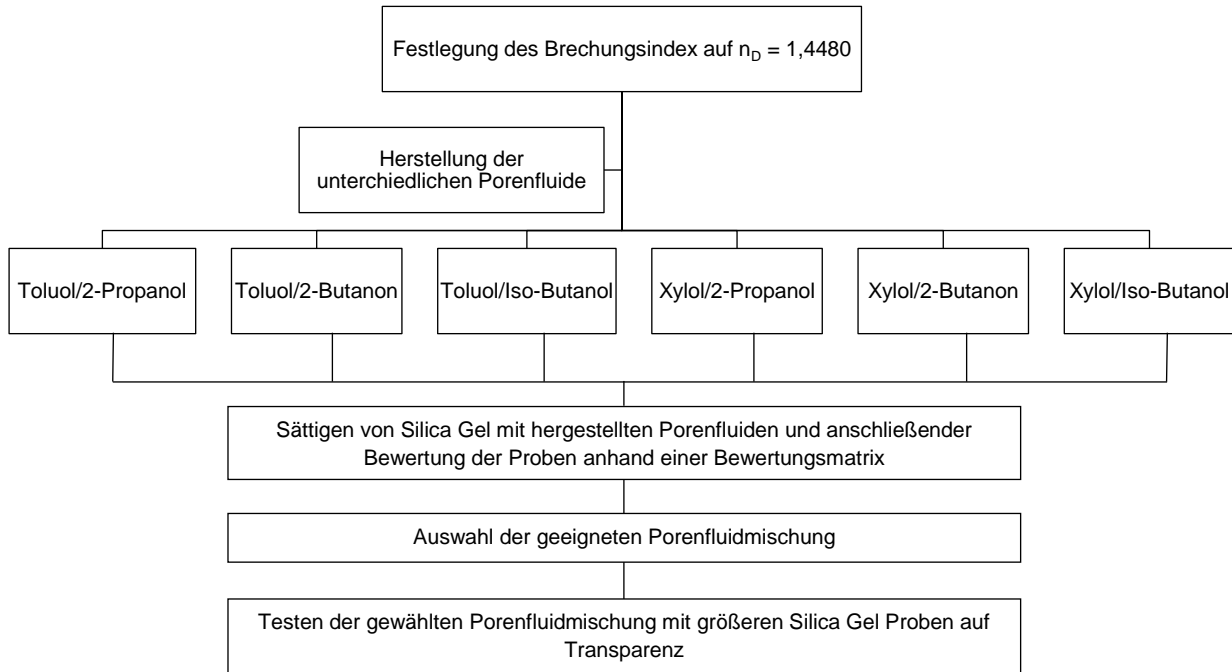 Festlegung des Brechungsindex auf n_D = 1,4480
Herstellung der
unterchiedlichen Porenfluide
Toluol/2-Propanol
Toluol/2-Butanon
Toluol/Iso-Butanol
Xylol/2-Propanol
Xylol/2-Butanon
Xylol/Iso-Butanol
Sättigen von Silica Gel mit hergestellten Porenfluiden und anschließender
Bewertung der Proben anhand einer Bewertungsmatrix
Auswahl der geeigneten Porenfluidmischung
Testen der gewählten Porenfluidmischung mit größeren Silica Gel Proben auf
Transparenz